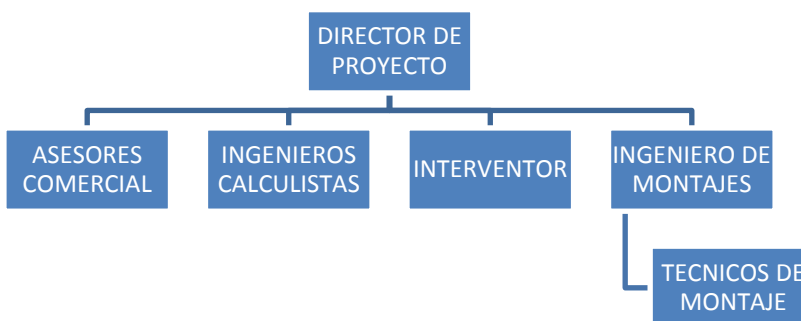 DIRECTOR DE
PROYECTO
ASESORES
COMERCIAL
INGENIEROS
CALCULISTAS
INTERVENTOR
INGENIERO DE
MONTAJES
TECNICOS DE
MONTAJE